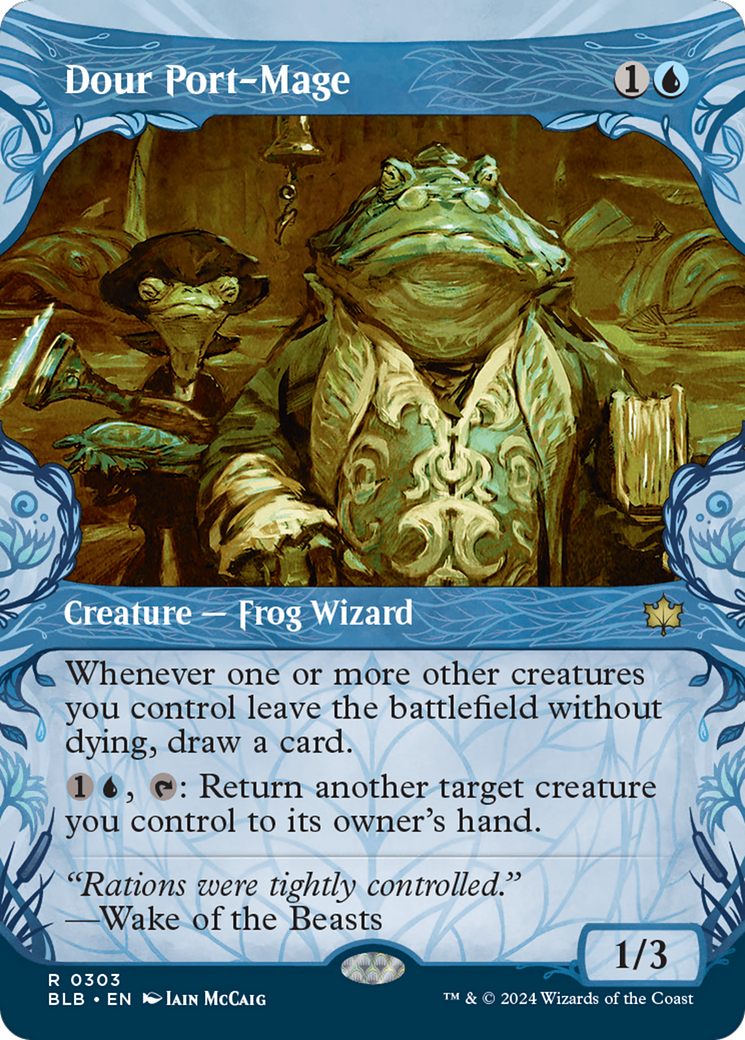 Dour Port-Mage 1
Creature — Frog Wizard
Whenever one or more other creatures
you control leave the battlefield without
dying, draw a card.
1 , : Return another target creature
you control to its owner's hand.
“Rations were tightly controlled.”
—Wake of the Beasts
1/3
R 0303
BLB • EN Iain McCaig
™ & © 2024 Wizards of the Coast